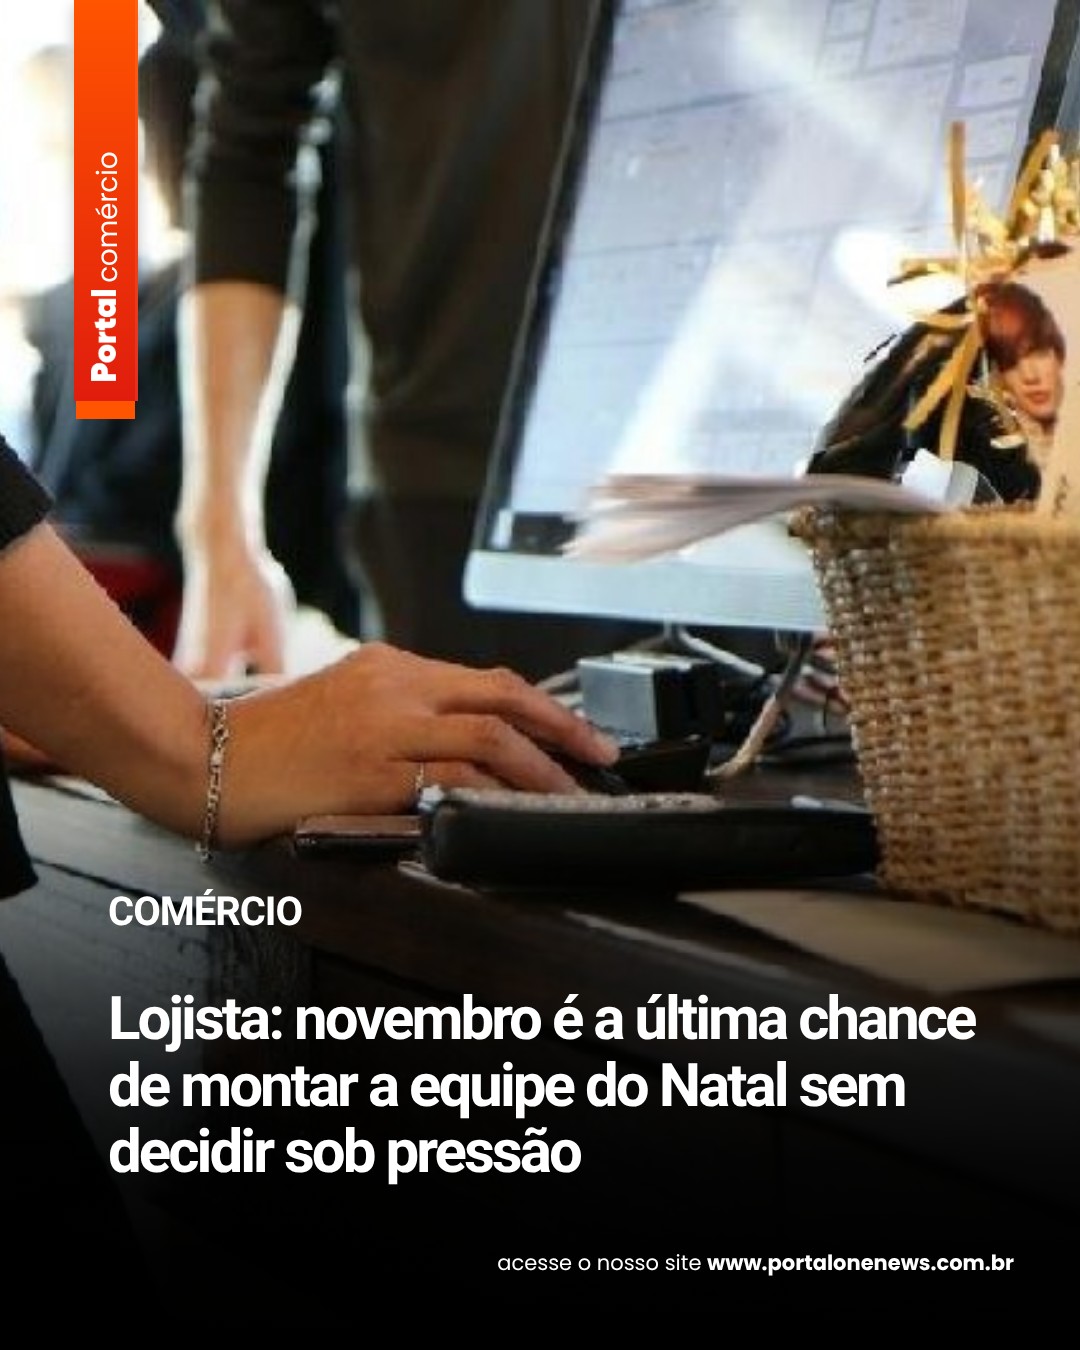 Portal comércio
COMÉRCIO
Lojista: novembro é a última chance
de montar a equipe do Natal sem
decidir sob pressão
acesse o nosso site www.portalonenews.com.br